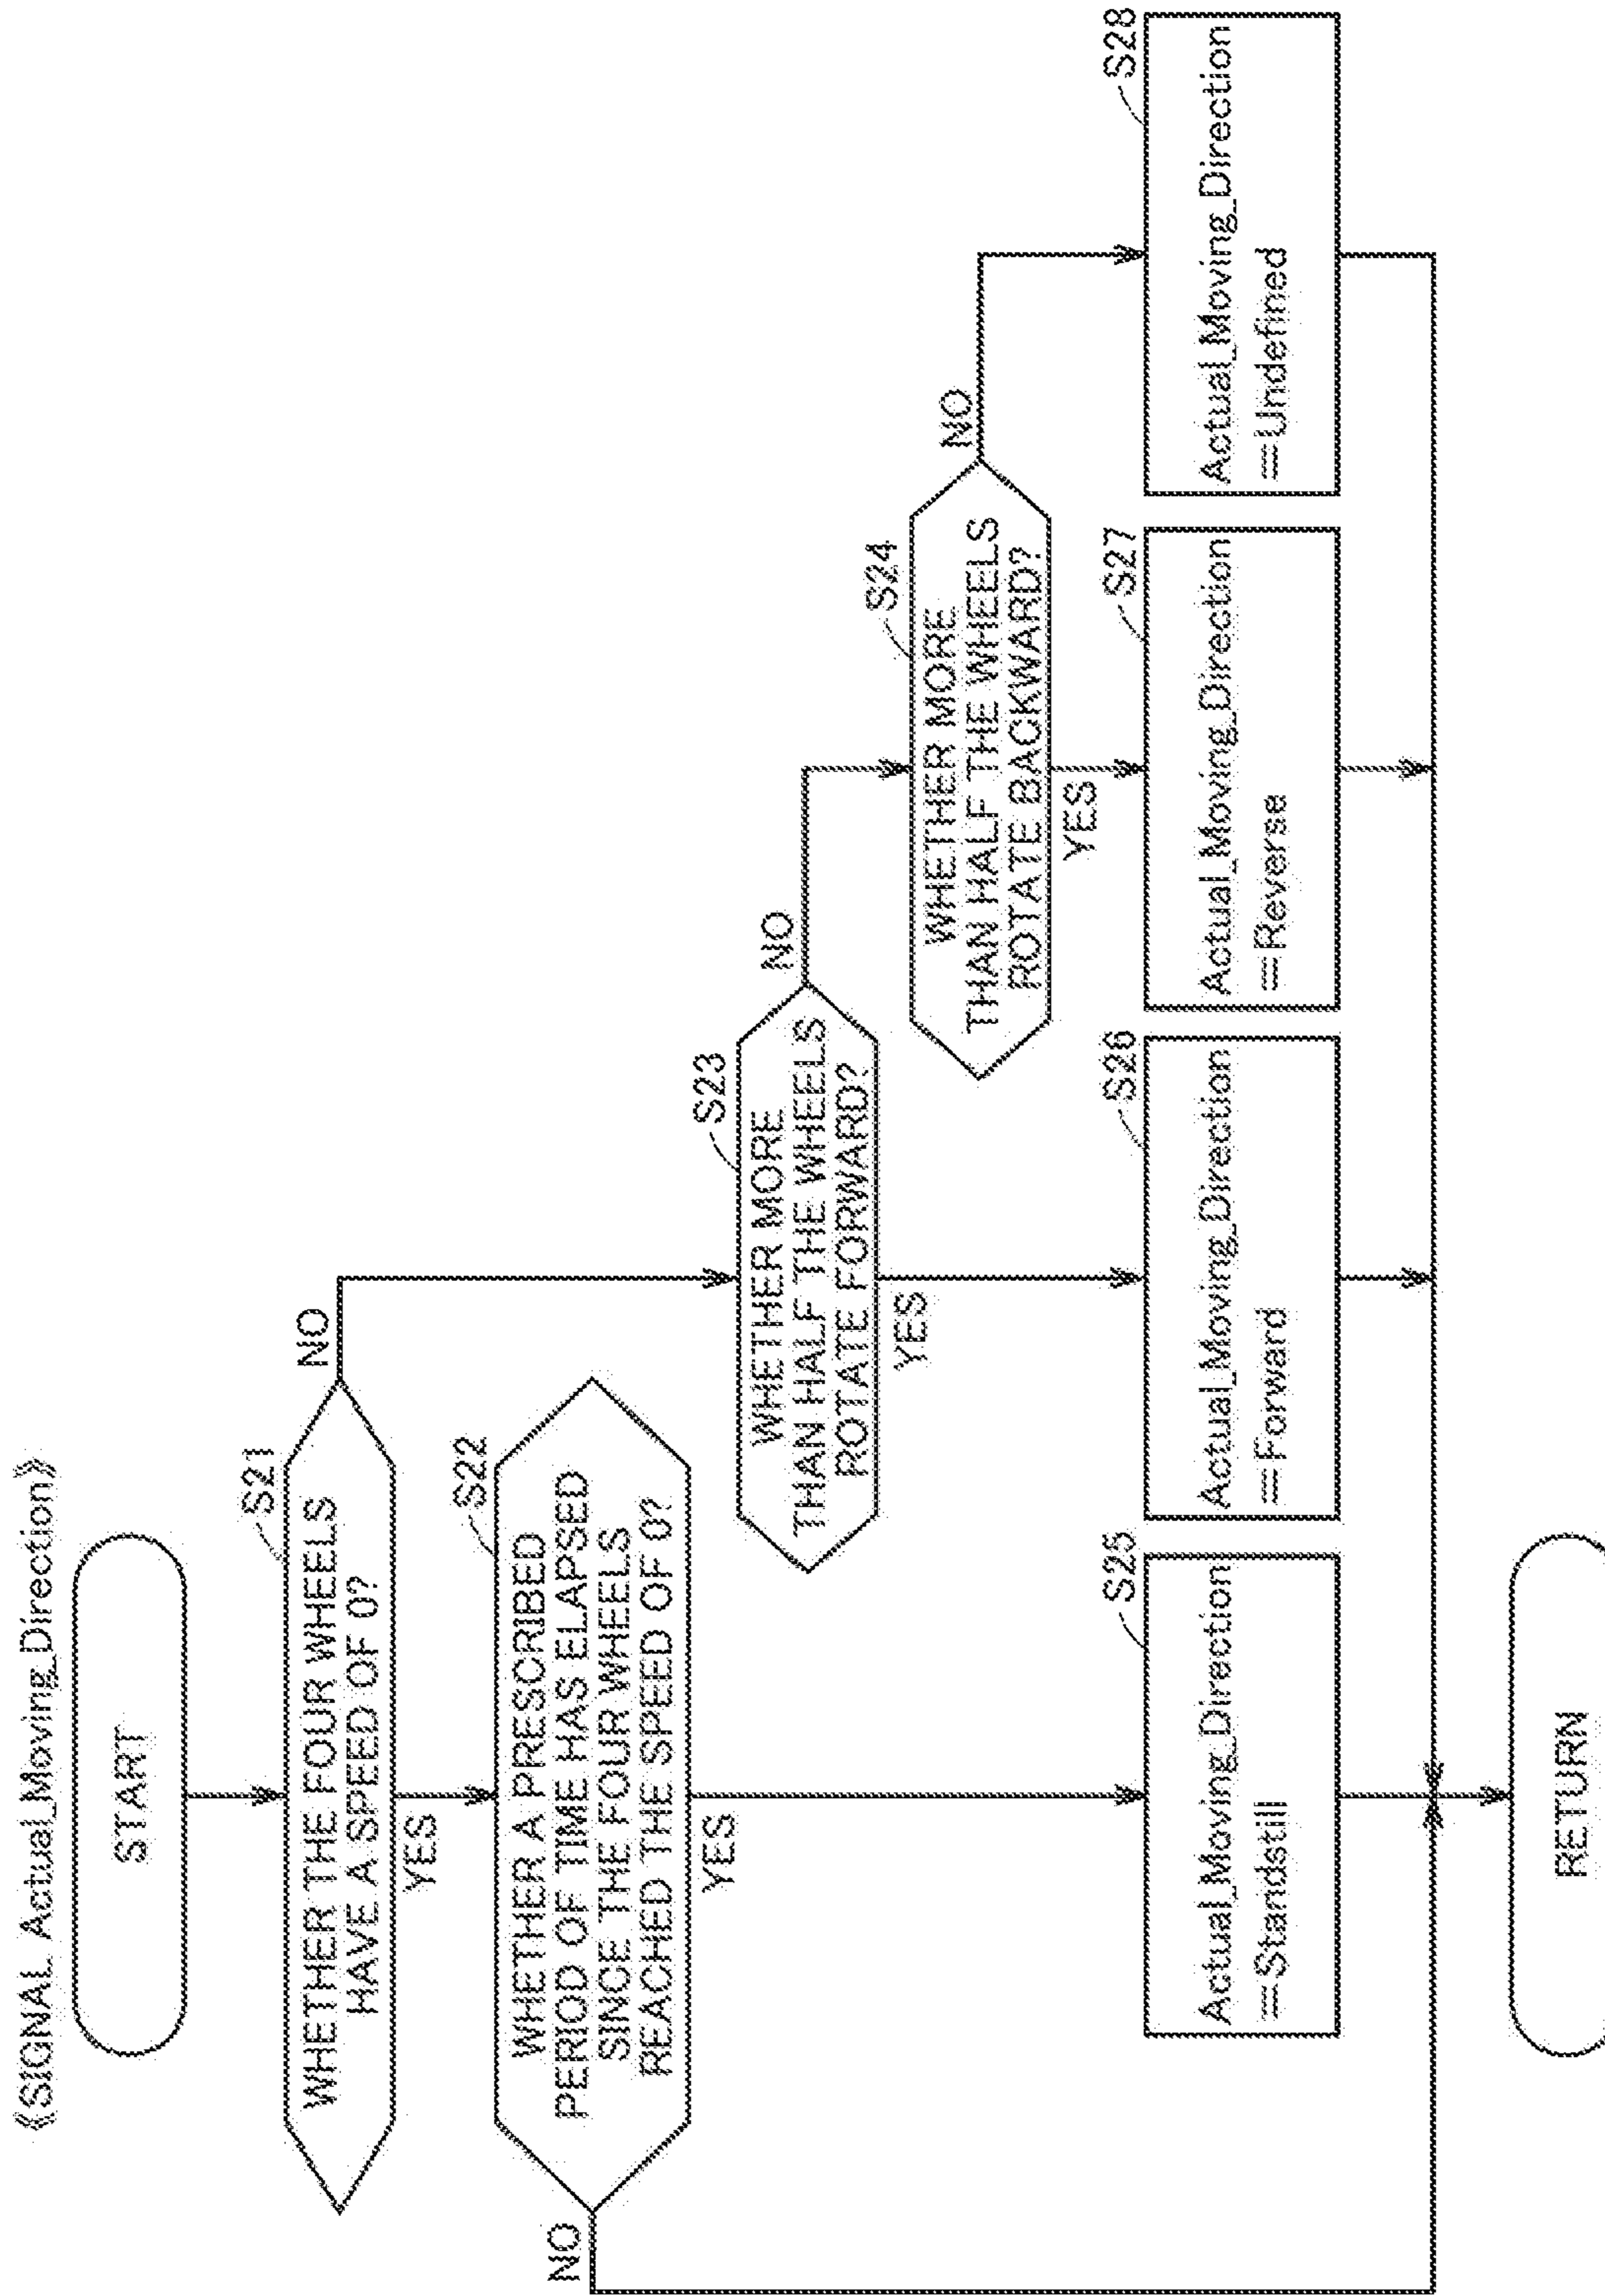 《SIGNAL Actual_Moving_Direction》
START
S21
WHETHER THE FOUR WHEELS
HAVE A SPEED OF 0?
NO
YES
S22
WHETHER A PRESCRIBED
PERIOD OF TIME HAS ELAPSED
SINCE THE FOUR WHEELS
REACHED THE SPEED OF 0?
NO
YES
S23
WHETHER MORE
THAN HALF THE WHEELS
ROTATE FORWARD?
NO
YES
S24
WHETHER MORE
THAN HALF THE WHEELS
ROTATE BACKWARD?
NO
YES
S25
Actual_Moving_Direction
=Standstill
S26
Actual_Moving_Direction
=Forward
S27
Actual_Moving_Direction
=Reverse
S28
Actual_Moving_Direction
=Undefined
RETURN